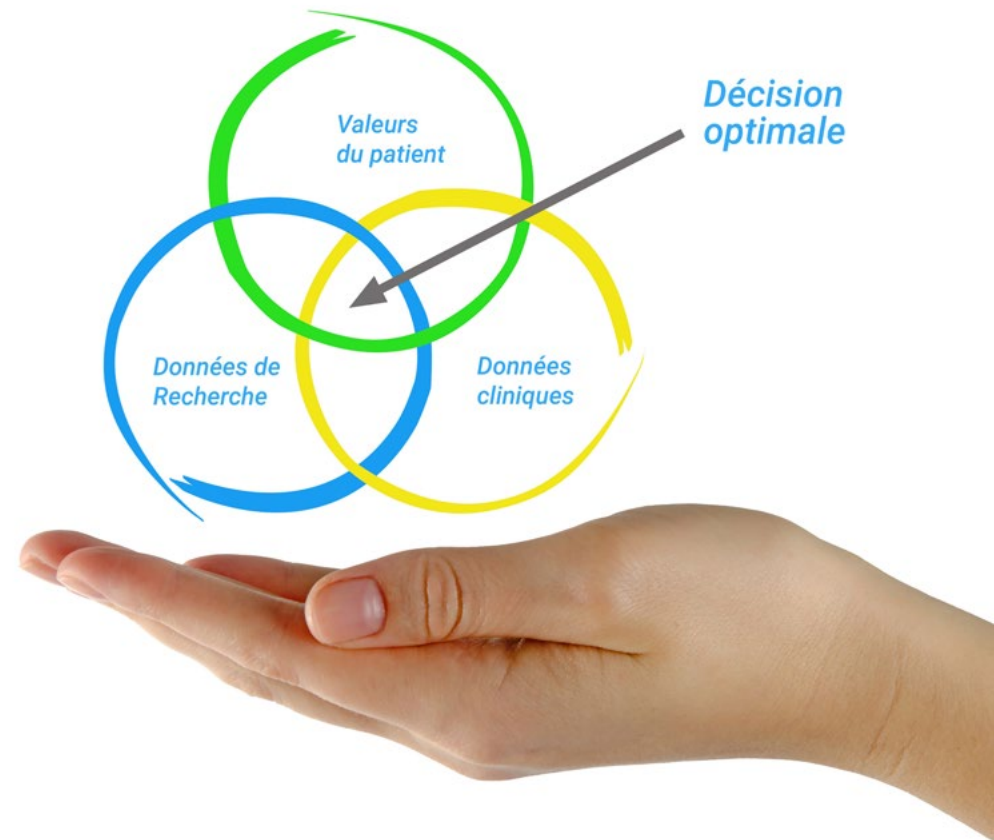 Décision
optimale
Valeurs
du patient
Données de
Recherche
Données
cliniques